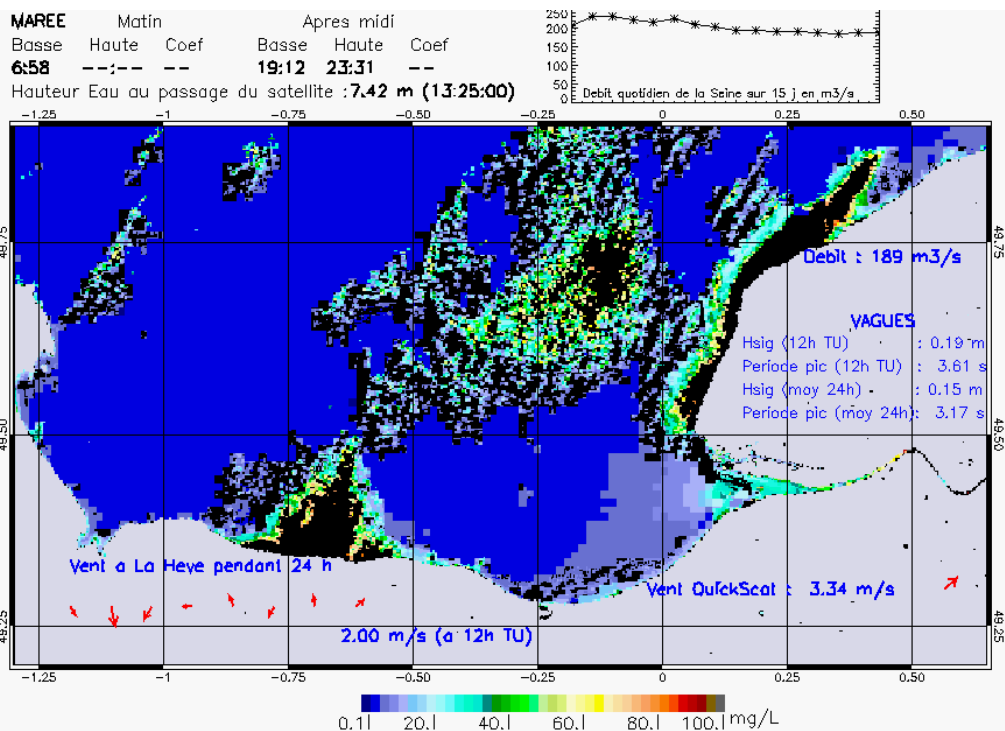 MAREE Matin Apres midi
Basse Haute Coef Basse Haute Coef
6:58 --:-- -- 19:12 23:31 --
Hauteur Eau au passage du satellite : 7.42 m (13:25:00)
250
200
150
100
50
0
Debit quotidien de la Seine sur 15 j en m3/s
-1.25 -1 -0.75 -0.50 -0.25 0 0.25 0.50
49.75 49.75
Debit : 189 m3/s
VAGUES
Hsig (12h TU) : 0.19 m
Periode pic (12h TU) : 3.61 s
Hsig (moy 24h) : 0.15 m
Periode pic (moy 24h): 3.17 s
49.50 49.50
Vent a La Heve pendant 24 h
Vent QuickScat : 3.34 m/s
49.25 49.25
2.00 m/s (a 12h TU)
-1.25 -1 -0.75 -0.50 -0.25 0 0.25 0.50
0.1 20.1 40.1 60.1 80.1 100.1 mg/L